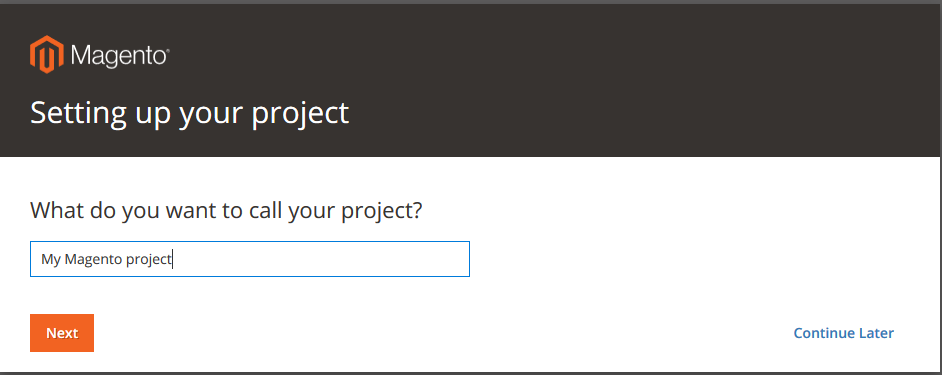 Magento®
Setting up your project
What do you want to call your project?
My Magento project
Next
Continue Later